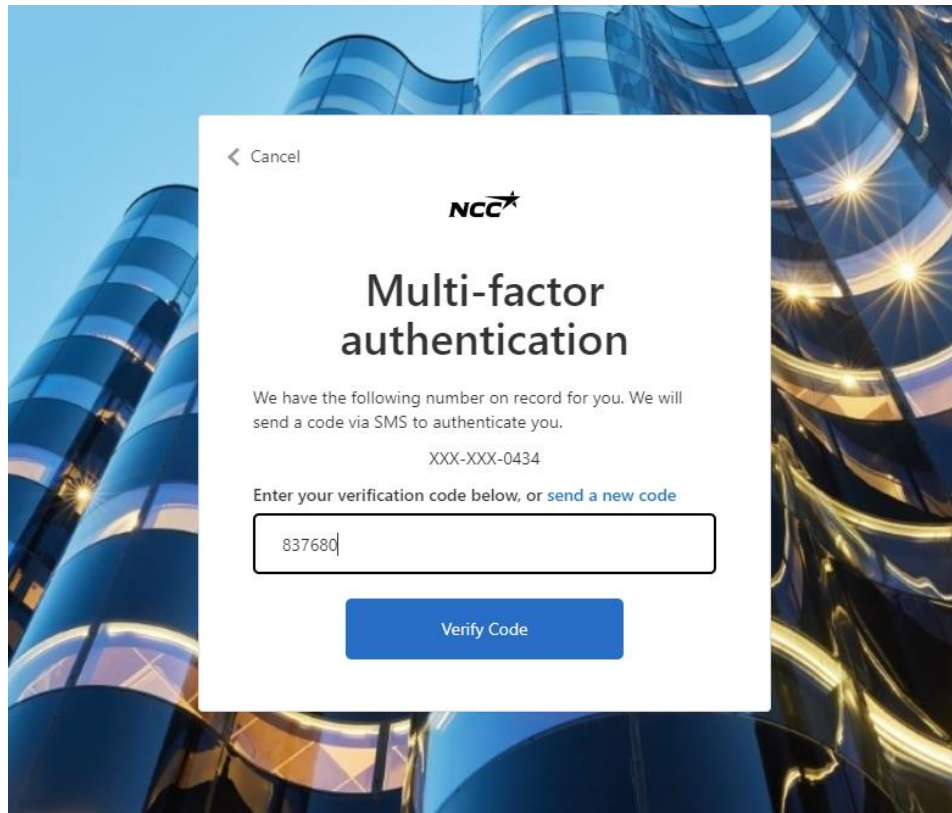 Cancel
NCC
Multi-factor
authentication
We have the following number on record for you. We will
send a code via SMS to authenticate you.
XXX-XXX-0434
Enter your verification code below, or send a new code
837680
Verify Code